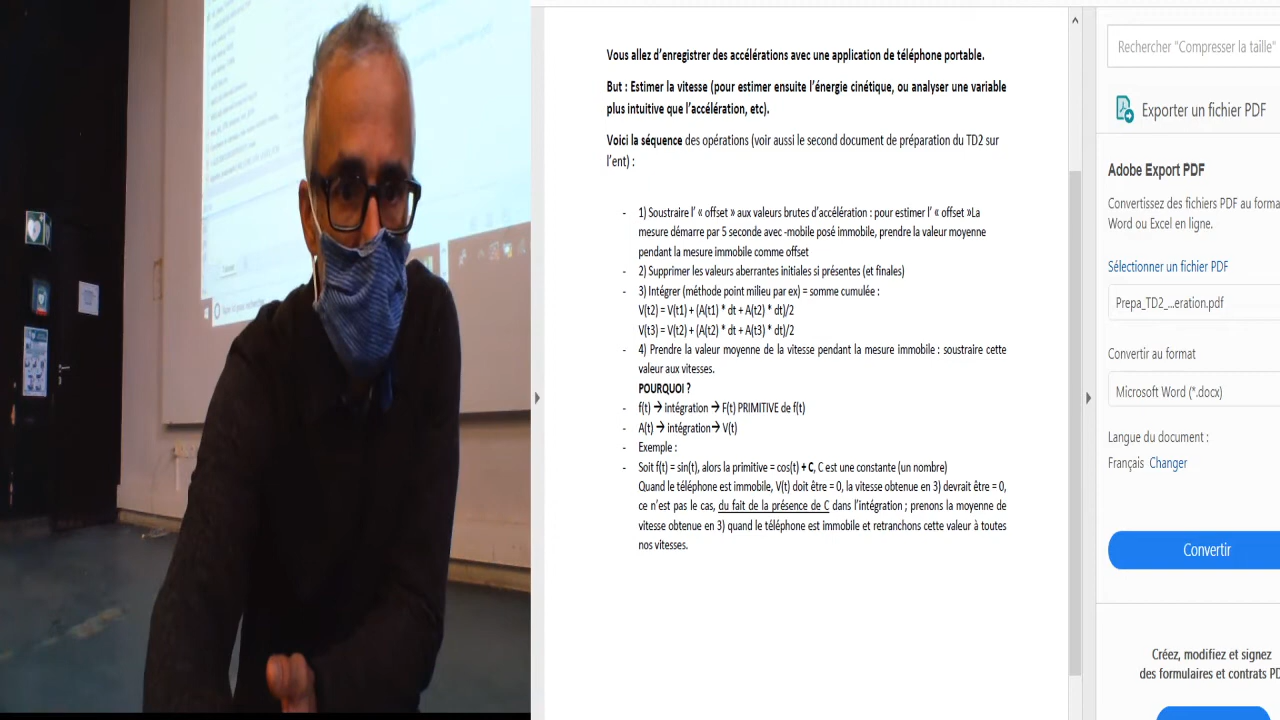 Vous allez d'enregistrer des accélérations avec une application de téléphone portable.
But : Estimer la vitesse (pour estimer ensuite l'énergie cinétique, ou analyser une variable
plus intuitive que l'accélération, etc).
Voici la séquence des opérations (voir aussi le second document de préparation du TD2 sur
l'ent) :
- 1) Soustraire l' « offset » aux valeurs brutes d'accélération : pour estimer l' « offset »La
mesure démarre par 5 seconde avec -mobile posé immobile, prendre la valeur moyenne
pendant la mesure immobile comme offset
- 2) Supprimer les valeurs aberrantes initiales si présentes (et finales)
- 3) Intégrer (méthode point milieu par ex) = somme cumulée :
V(t2) = V(t1) + (A(t1) * dt + A(t2) * dt)/2
V(t3) = V(t2) + (A(t2) * dt + A(t3) * dt)/2
- 4) Prendre la valeur moyenne de la vitesse pendant la mesure immobile : soustraire cette
valeur aux vitesses.
POURQUOI ?
- f(t) → intégration → F(t) PRIMITIVE de f(t)
- A(t) → intégration→ V(t)
- Exemple :
- Soit f(t) = sin(t), alors la primitive = cos(t) + C, C est une constante (un nombre)
Quand le téléphone est immobile, V(t) doit être = 0, la vitesse obtenue en 3) devrait être = 0,
ce n'est pas le cas, du fait de la présence de C dans l'intégration ; prenons la moyenne de
vitesse obtenue en 3) quand le téléphone est immobile et retranchons cette valeur à toutes
nos vitesses.
Rechercher "Compresser la taille"
Exporter un fichier PDF
Adobe Export PDF
Convertissez des fichiers PDF au forma
Word ou Excel en ligne.
Sélectionner un fichier PDF
Prepa_TD2_...eration.pdf
Convertir au format
Microsoft Word (*.docx)
Langue du document :
Français Changer
Convertir
Créez, modifiez et signez
des formulaires et contrats PD